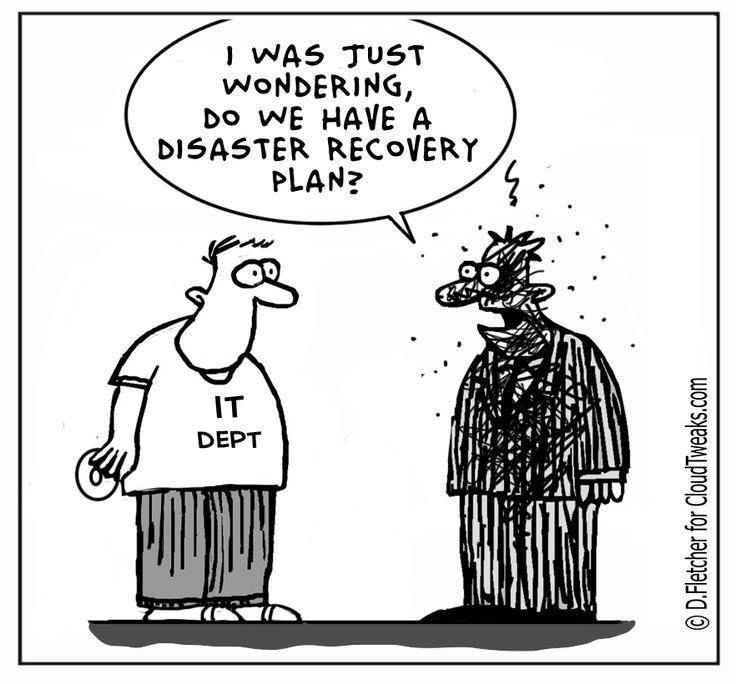 I WAS JUST
WONDERING,
DO WE HAVE A
DISASTER RECOVERY
PLAN?
IT
DEPT
© D.Fletcher for CloudTweaks.com